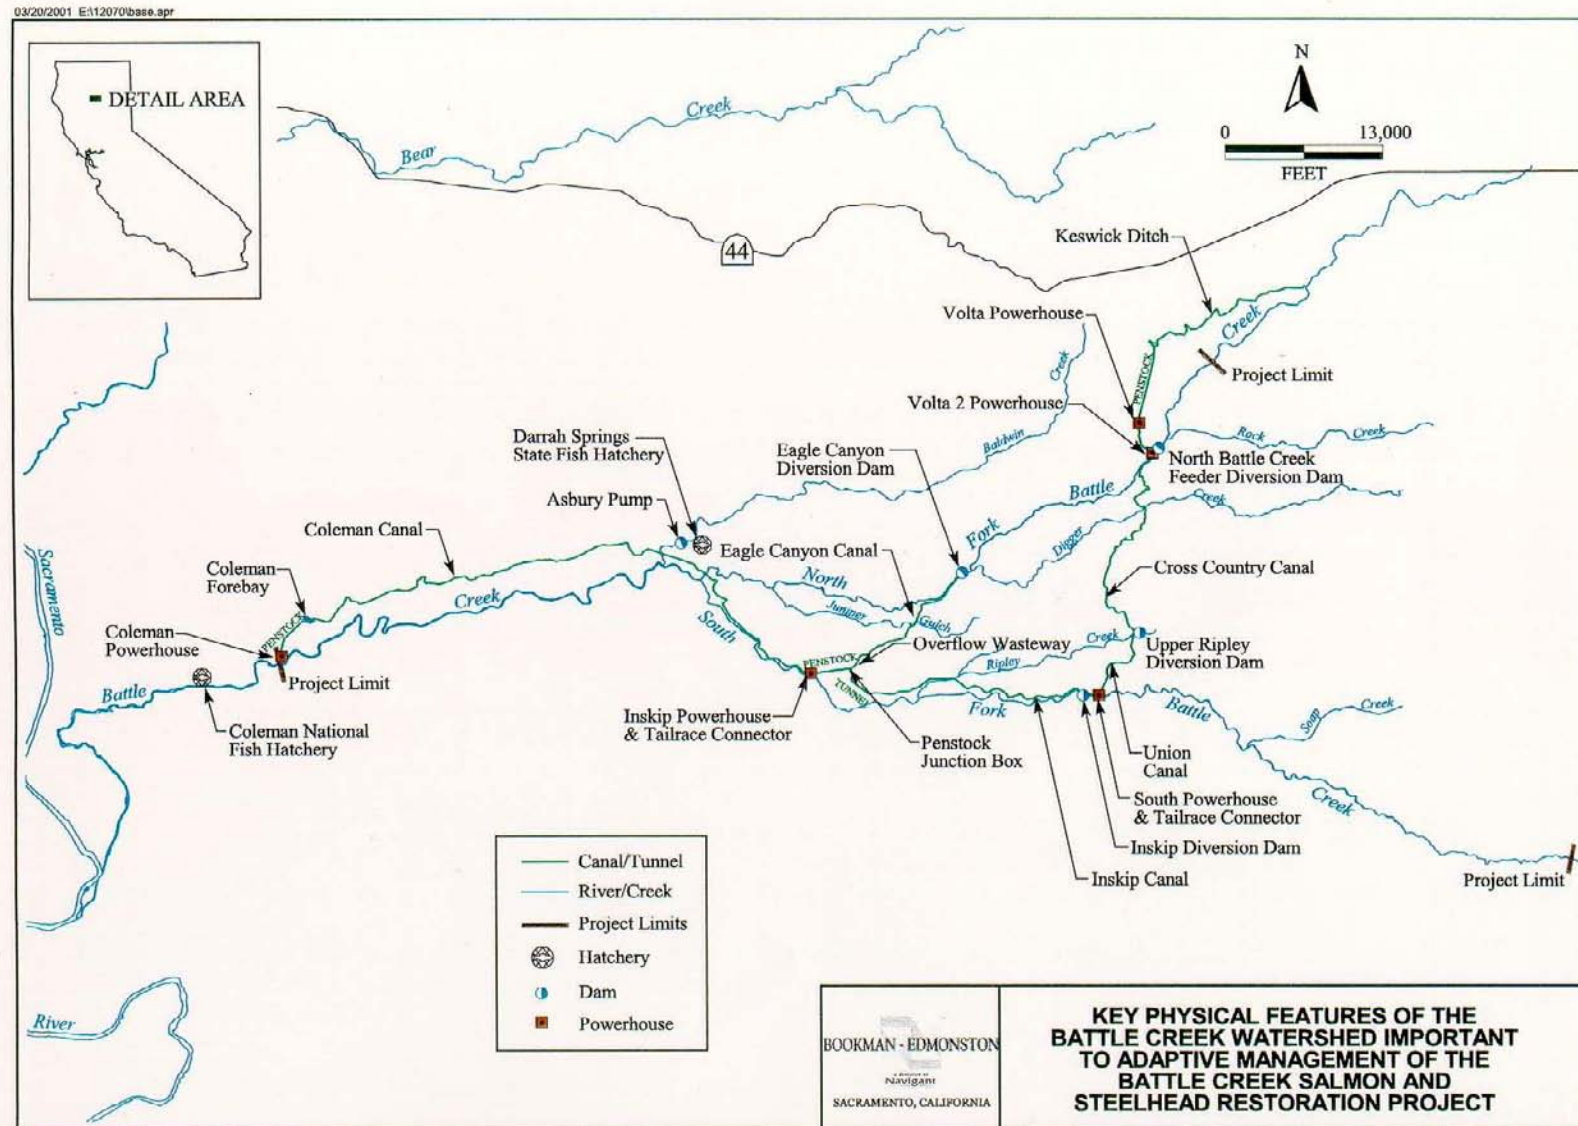 03/20/2001 E:\12070\base.apr
DETAIL AREA
Bear
Creek
44
N
0 13,000
FEET
Keswick Ditch
Volta Powerhouse
Creek
PENSTOCK
Project Limit
Volta 2 Powerhouse
Creek
Baldwin
Rock
Creek
Darrah Springs
State Fish Hatchery
Eagle Canyon
Diversion Dam
North Battle Creek
Feeder Diversion Dam
Battle
Creek
Asbury Pump
Fork
Digger
Coleman Canal
Eagle Canyon Canal
Sacramento
Coleman
Forebay
Creek
North
Cross Country Canal
Juniper
Gulch
South
PENSTOCK
Coleman
Powerhouse
Overflow Wasteway
Creek
Ripley
Upper Ripley
Diversion Dam
PENSTOCK
TUNNEL
Project Limit
Battle
Fork
Battle
Soap
Creek
Coleman National
Fish Hatchery
Inskip Powerhouse
& Tailrace Connector
Penstock
Junction Box
Union
Canal
Creek
South Powerhouse
& Tailrace Connector
Inskip Diversion Dam
Inskip Canal
Project Limit
Canal/Tunnel
River/Creek
Project Limits
Hatchery
Dam
Powerhouse
River
BOOKMAN - EDMONSTON
a division of
Navigant
SACRAMENTO, CALIFORNIA
KEY PHYSICAL FEATURES OF THE
BATTLE CREEK WATERSHED IMPORTANT
TO ADAPTIVE MANAGEMENT OF THE
BATTLE CREEK SALMON AND
STEELHEAD RESTORATION PROJECT